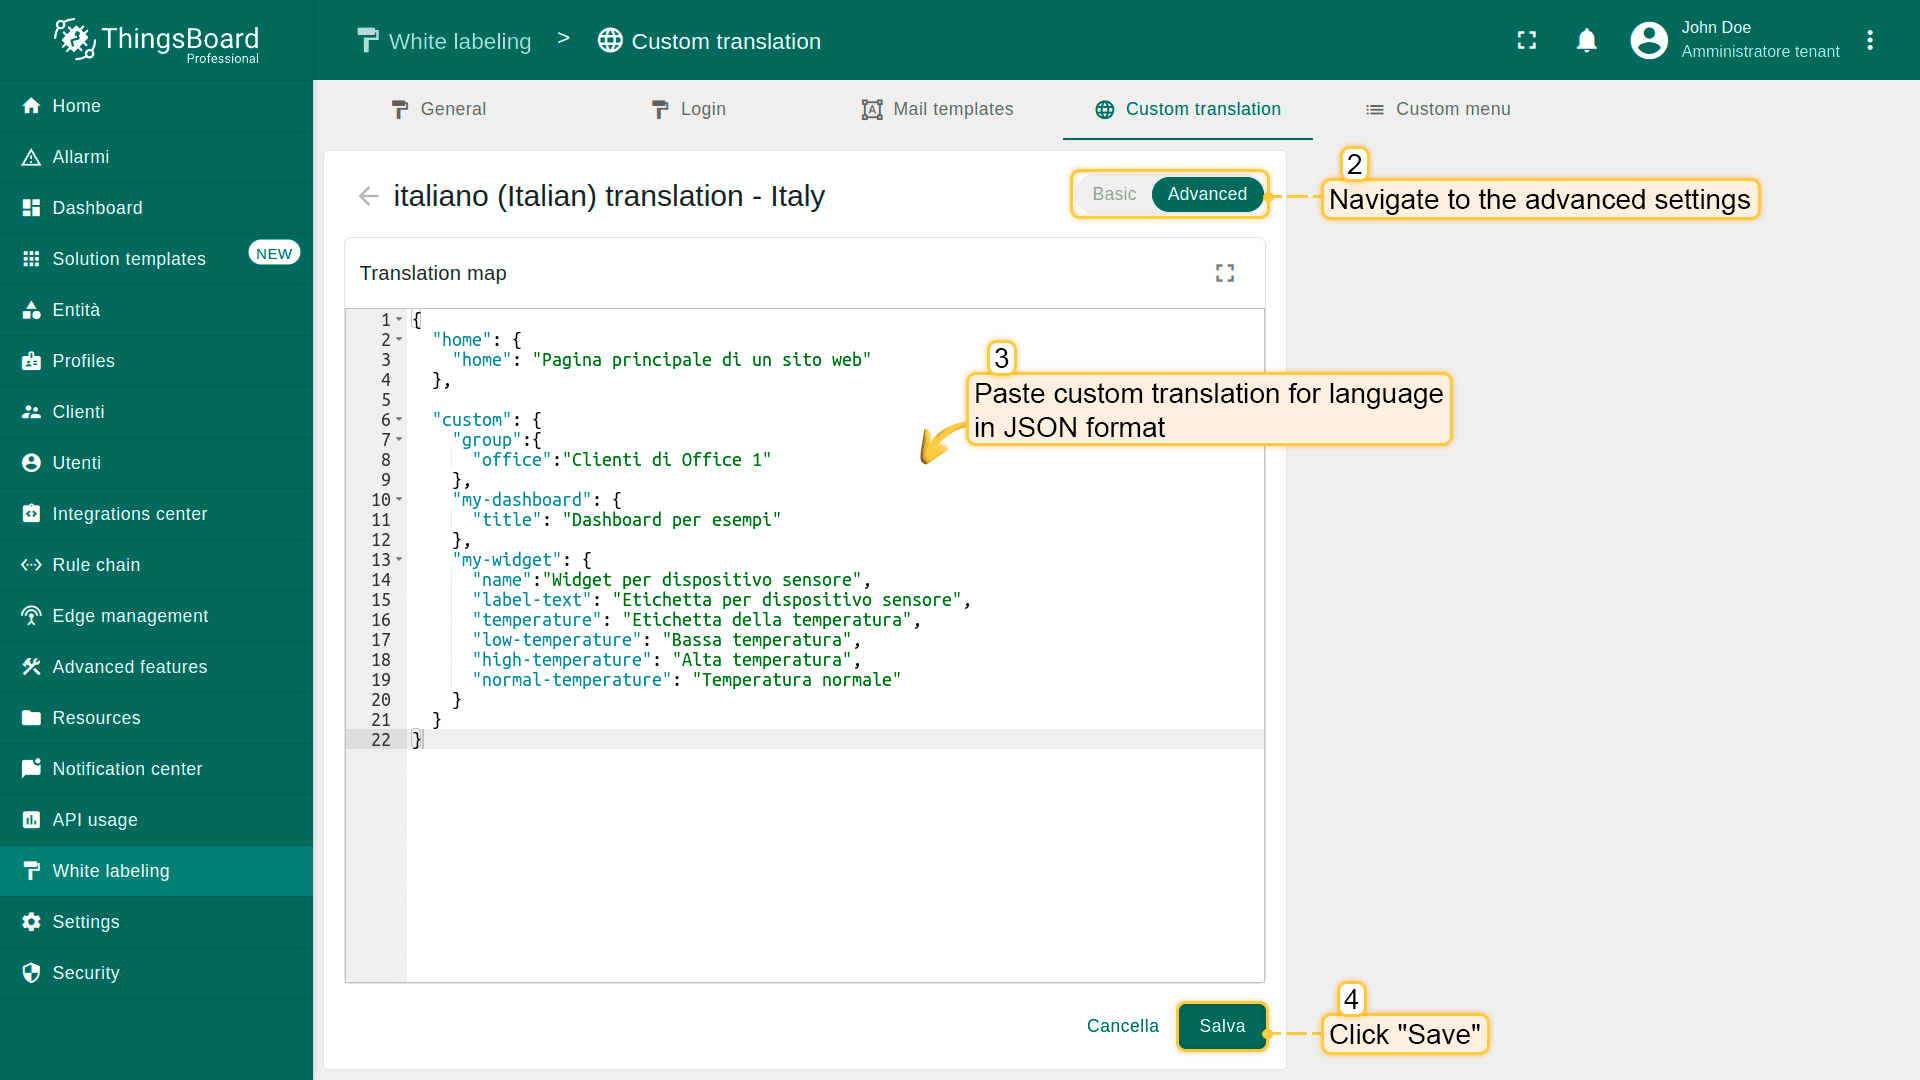 ThingsBoard
Professional
White labeling > Custom translation
John Doe
Amministratore tenant
Home
Allarmi
Dashboard
Solution templates NEW
Entità
Profiles
Clienti
Utenti
Integrations center
Rule chain
Edge management
Advanced features
Resources
Notification center
API usage
White labeling
Settings
Security
General Login Mail templates Custom translation Custom menu
italiano (Italian) translation - Italy
Basic Advanced
2
Navigate to the advanced settings
Translation map
1 {
2 "home": {
3 "home": "Pagina principale di un sito web"
4 },
5
6 "custom": {
7 "group":{
8 "office":"Clienti di Office 1"
9 },
10 "my-dashboard": {
11 "title": "Dashboard per esempi"
12 },
13 "my-widget": {
14 "name":"Widget per dispositivo sensore",
15 "label-text": "Etichetta per dispositivo sensore",
16 "temperature": "Etichetta della temperatura",
17 "low-temperature": "Bassa temperatura",
18 "high-temperature": "Alta temperatura",
19 "normal-temperature": "Temperatura normale"
20 }
21 }
22 }
3
Paste custom translation for language
in JSON format
Cancella Salva
4
Click "Save"